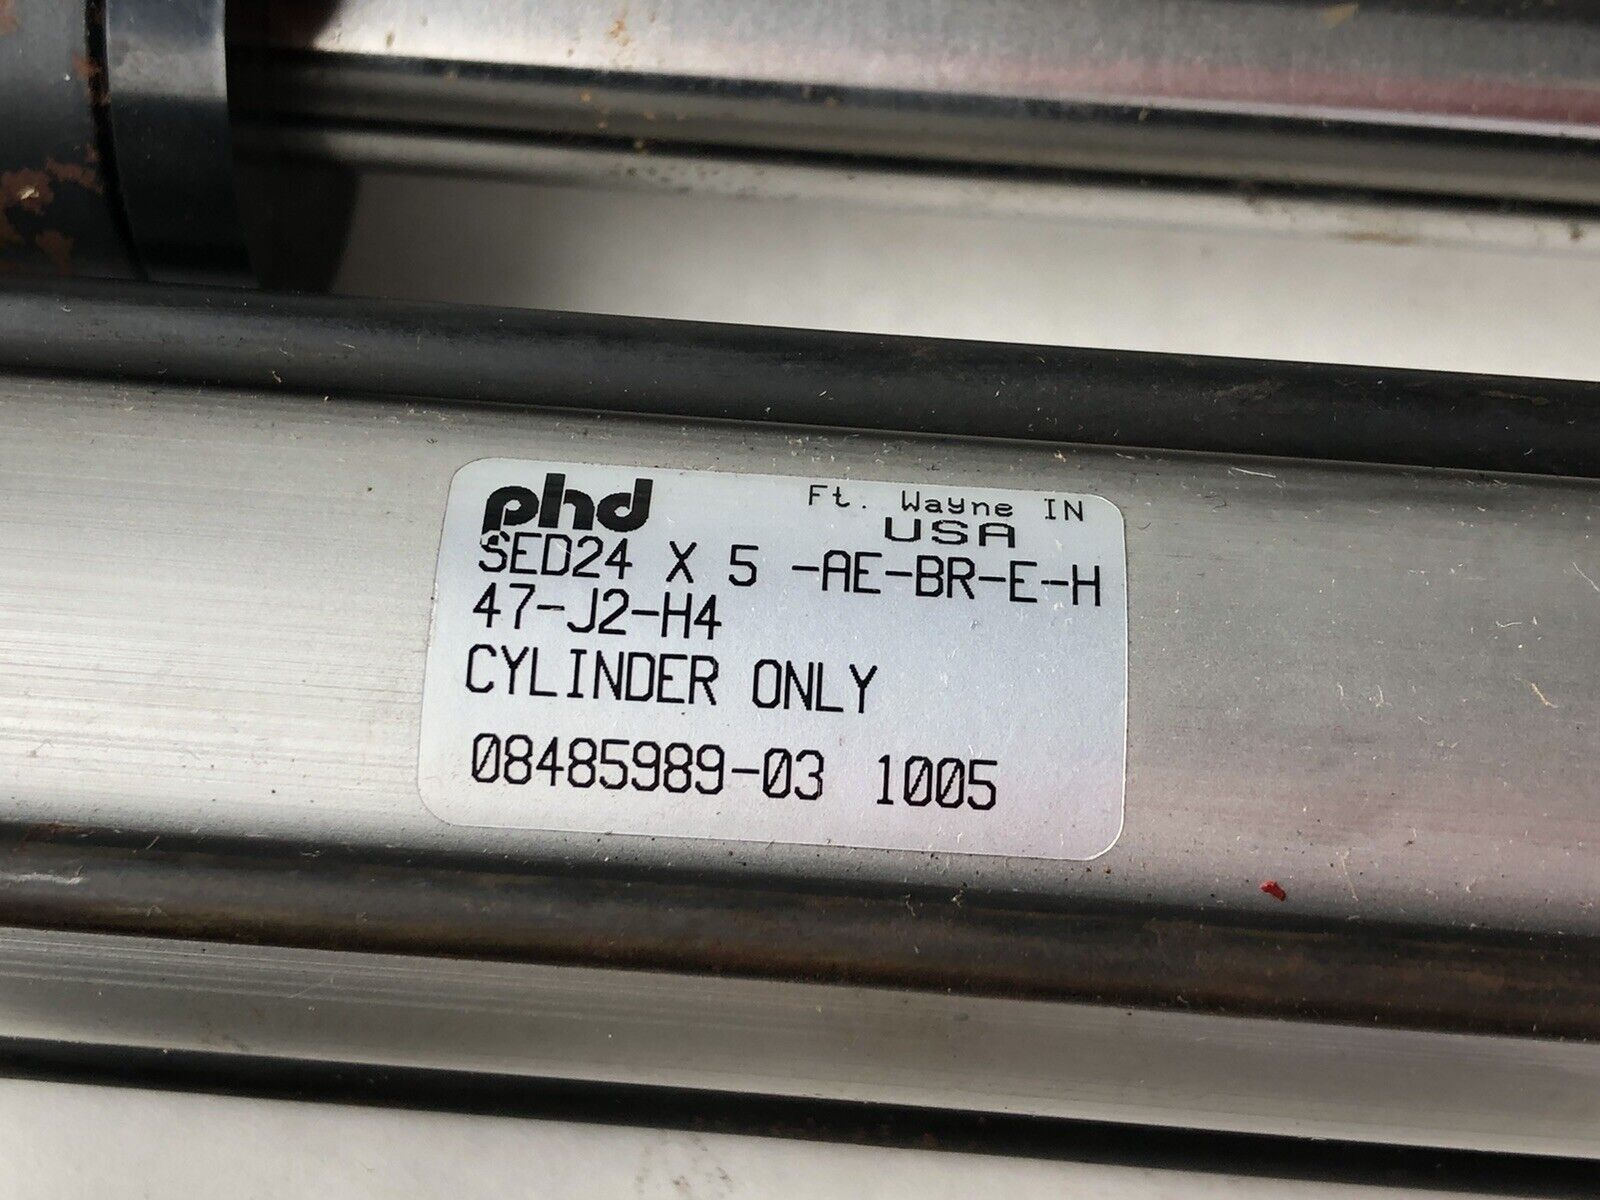 phd Ft. Wayne IN
USA
SED24 X 5 -AE-BR-E-H
47-J2-H4
CYLINDER ONLY
08485989-03 1005